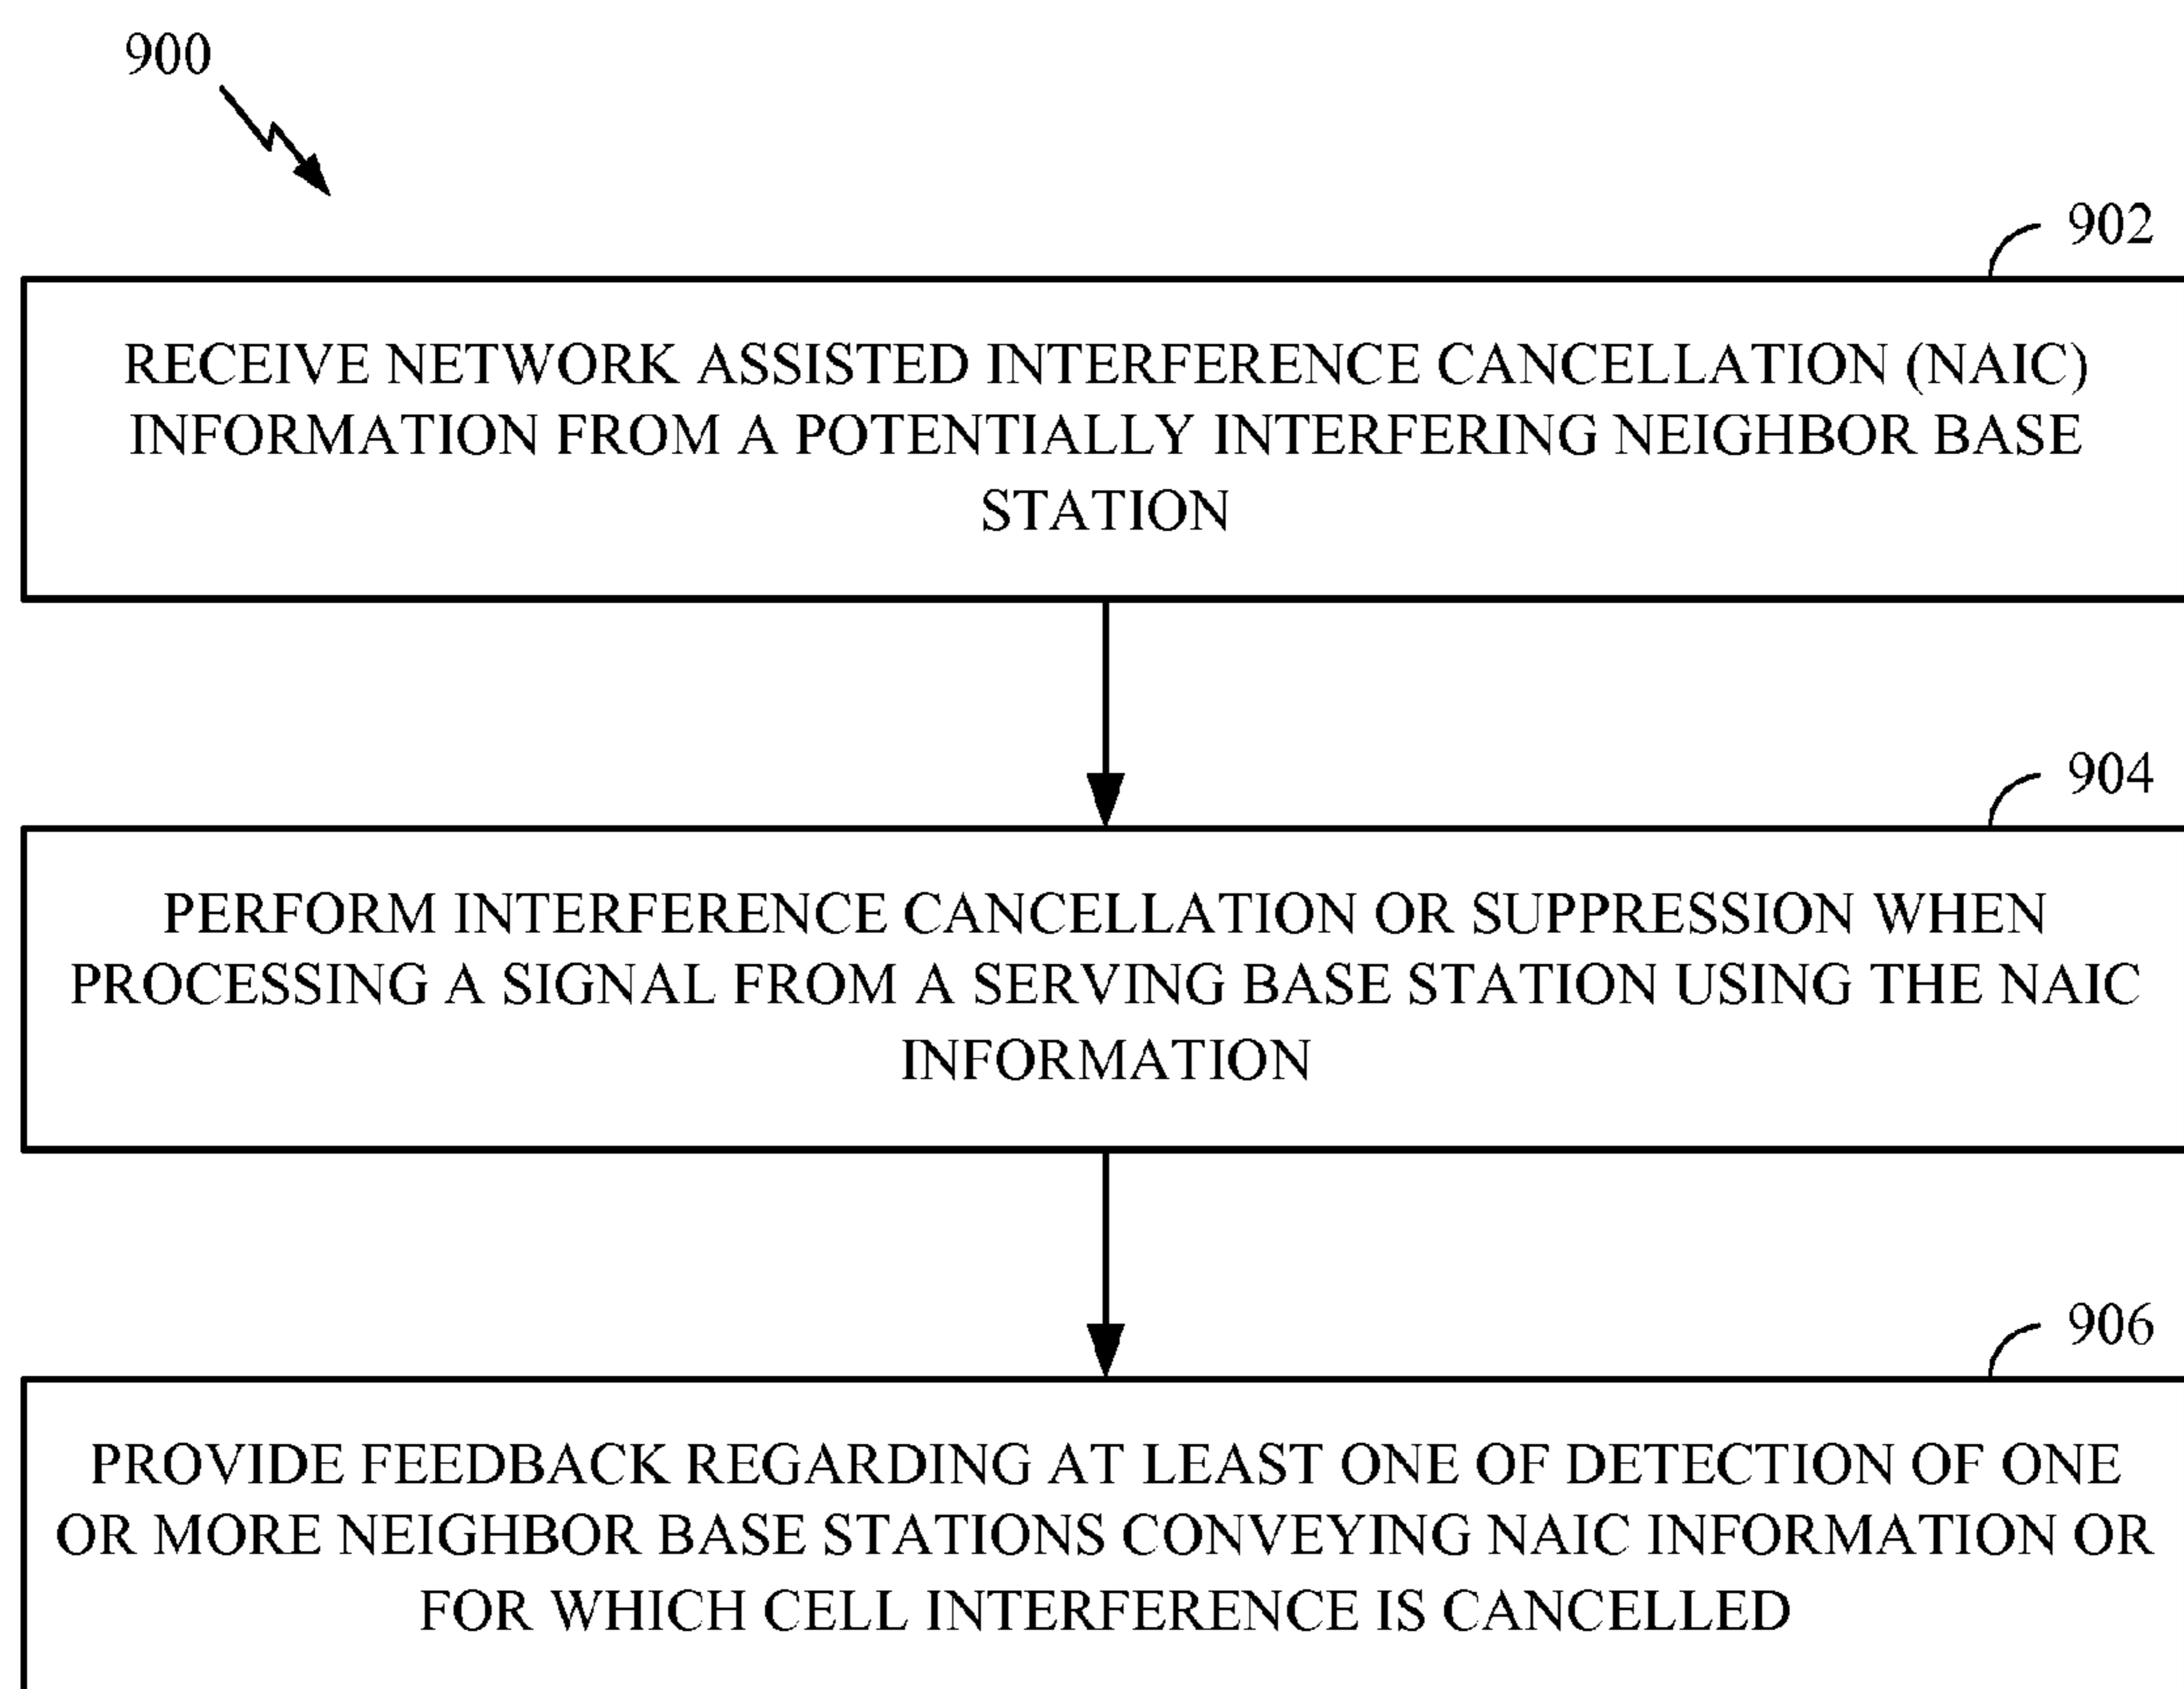 900
902
RECEIVE NETWORK ASSISTED INTERFERENCE CANCELLATION (NAIC)
INFORMATION FROM A POTENTIALLY INTERFERING NEIGHBOR BASE
STATION
904
PERFORM INTERFERENCE CANCELLATION OR SUPPRESSION WHEN
PROCESSING A SIGNAL FROM A SERVING BASE STATION USING THE NAIC
INFORMATION
906
PROVIDE FEEDBACK REGARDING AT LEAST ONE OF DETECTION OF ONE
OR MORE NEIGHBOR BASE STATIONS CONVEYING NAIC INFORMATION OR
FOR WHICH CELL INTERFERENCE IS CANCELLED